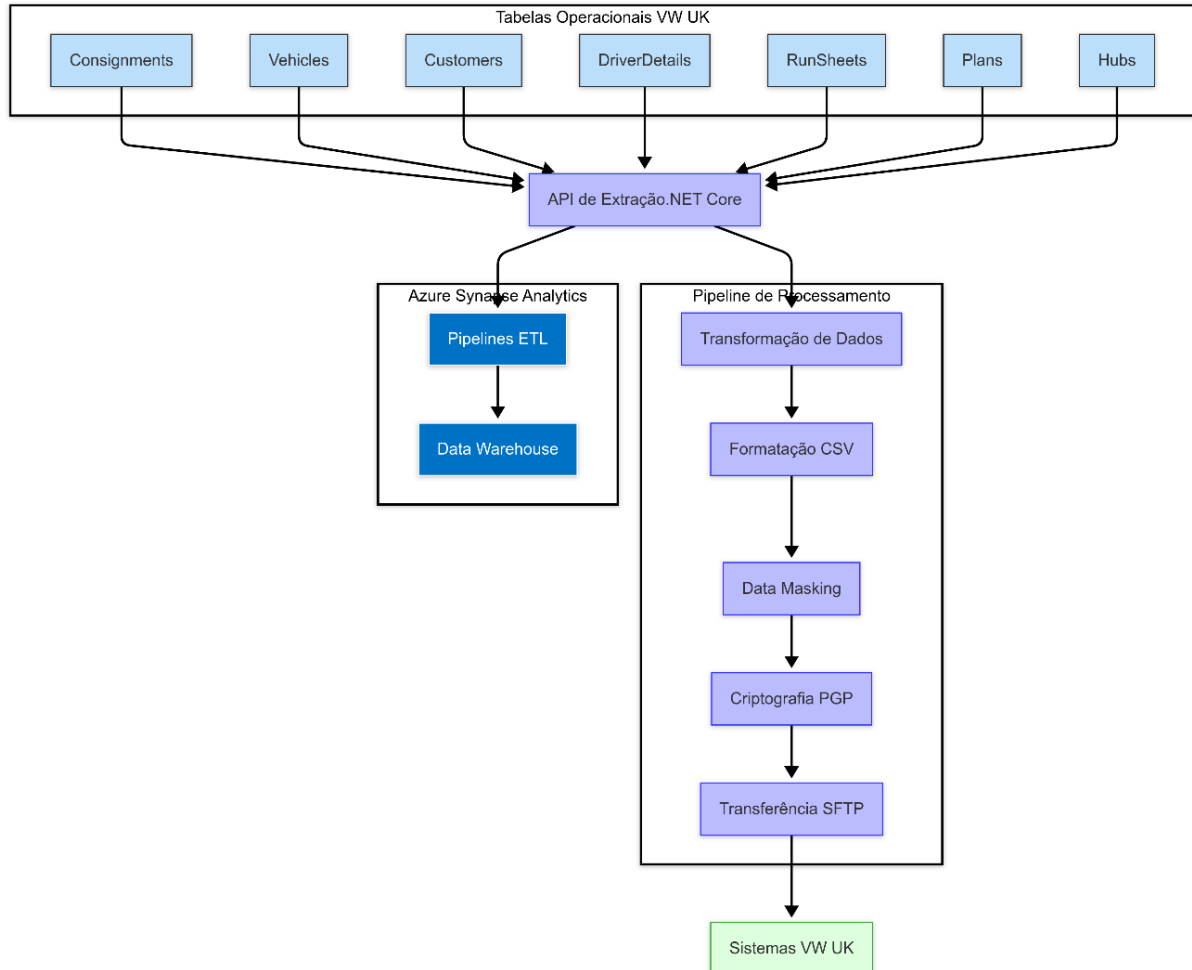 Tabelas Operacionais VW UK
Consignments
Vehicles
Customers
DriverDetails
RunSheets
Plans
Hubs
API de Extração.NET Core
Azure Synapse Analytics
Pipeline de Processamento
Pipelines ETL
Transformação de Dados
Data Warehouse
Formatação CSV
Data Masking
Criptografia PGP
Transferência SFTP
Sistemas VW UK